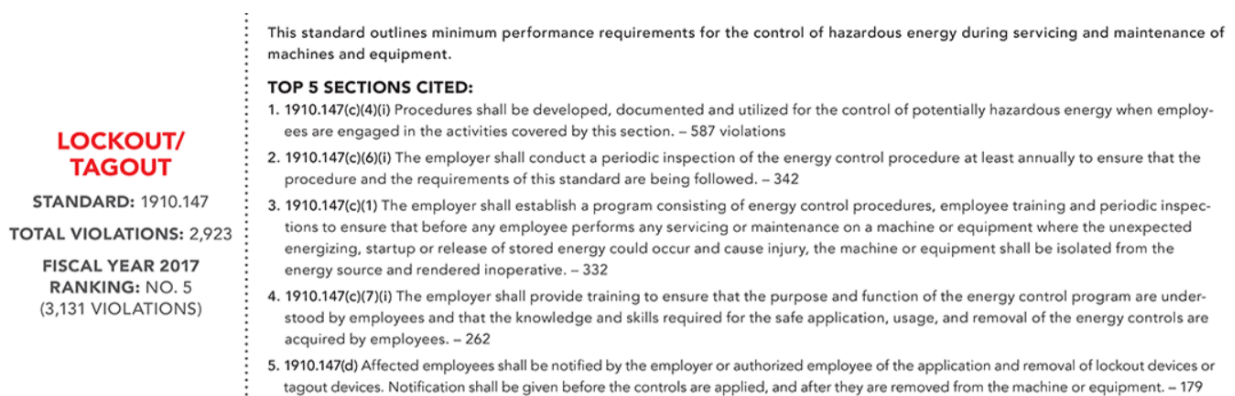 LOCKOUT/
TAGOUT
STANDARD: 1910.147
TOTAL VIOLATIONS: 2,923
FISCAL YEAR 2017
RANKING: NO. 5
(3,131 VIOLATIONS)
This standard outlines minimum performance requirements for the control of hazardous energy during servicing and maintenance of
machines and equipment.
TOP 5 SECTIONS CITED:
1. 1910.147(c)(4)(i) Procedures shall be developed, documented and utilized for the control of potentially hazardous energy when employ-
ees are engaged in the activities covered by this section. – 587 violations
2. 1910.147(c)(6)(i) The employer shall conduct a periodic inspection of the energy control procedure at least annually to ensure that the
procedure and the requirements of this standard are being followed. – 342
3. 1910.147(c)(1) The employer shall establish a program consisting of energy control procedures, employee training and periodic inspec-
tions to ensure that before any employee performs any servicing or maintenance on a machine or equipment where the unexpected
energizing, startup or release of stored energy could occur and cause injury, the machine or equipment shall be isolated from the
energy source and rendered inoperative. – 332
4. 1910.147(c)(7)(i) The employer shall provide training to ensure that the purpose and function of the energy control program are under-
stood by employees and that the knowledge and skills required for the safe application, usage, and removal of the energy controls are
acquired by employees. – 262
5. 1910.147(d) Affected employees shall be notified by the employer or authorized employee of the application and removal of lockout devices or
tagout devices. Notification shall be given before the controls are applied, and after they are removed from the machine or equipment. – 179